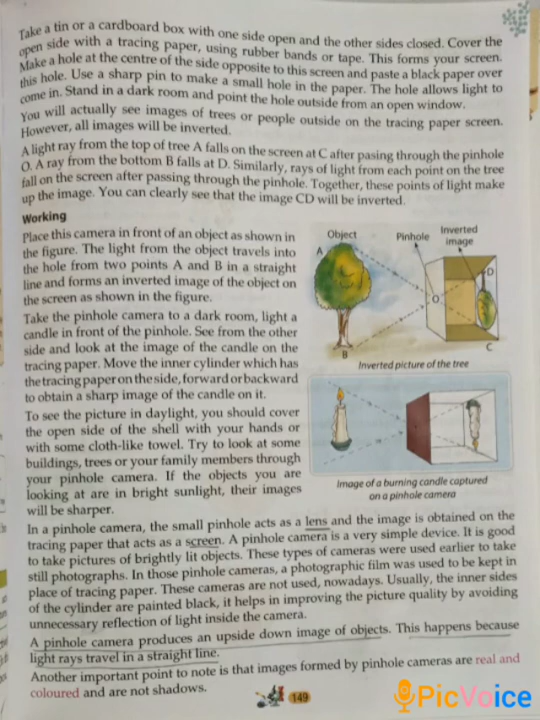 Take a tin or a cardboard box with one side open and the other sides closed. Cover the
open side with a tracing paper, using rubber bands or tape. This forms your screen.
Make a hole at the centre of the side opposite to this screen and paste a black paper over
this hole. Use a sharp pin to make a small hole in the paper. The hole allows light to
come in. Stand in a dark room and point the hole outside from an open window.
You will actually see images of trees or people outside on the tracing paper screen.
However, all images will be inverted.
A light ray from the top of tree A falls on the screen at C after pasing through the pinhole
O. A ray from the bottom B falls at D. Similarly, rays of light from each point on the tree
fall on the screen after passing through the pinhole. Together, these points of light make
up the image. You can clearly see that the image CD will be inverted.
Working
Place this camera in front of an object as shown in
the figure. The light from the object travels into
the hole from two points A and B in a straight
line and forms an inverted image of the object on
the screen as shown in the figure.
Take the pinhole camera to a dark room, light a
candle in front of the pinhole. See from the other
side and look at the image of the candle on the
tracing paper. Move the inner cylinder which has
the tracing paper on the side, forward or backward
to obtain a sharp image of the candle on it.
To see the picture in daylight, you should cover
the open side of the shell with your hands or
with some cloth-like towel. Try to look at some
buildings, trees or your family members through
your pinhole camera. If the objects you are
looking at are in bright sunlight, their images
will be sharper.
Object
Pinhole
Inverted
image
A
D
O
B
C
Inverted picture of the tree
Image of a burning candle captured
on a pinhole camera
In a pinhole camera, the small pinhole acts as a lens and the image is obtained on the
tracing paper that acts as a screen. A pinhole camera is a very simple device. It is good
to take pictures of brightly lit objects. These types of cameras were used earlier to take
still photographs. In those pinhole cameras, a photographic film was used to be kept in
place of tracing paper. These cameras are not used, nowadays. Usually, the inner sides
of the cylinder are painted black, it helps in improving the picture quality by avoiding
unnecessary reflection of light inside the camera.
A pinhole camera produces an upside down image of objects. This happens because
light rays travel in a straight line.
Another important point to note is that images formed by pinhole cameras are real and
coloured and are not shadows.
149
PicVoice